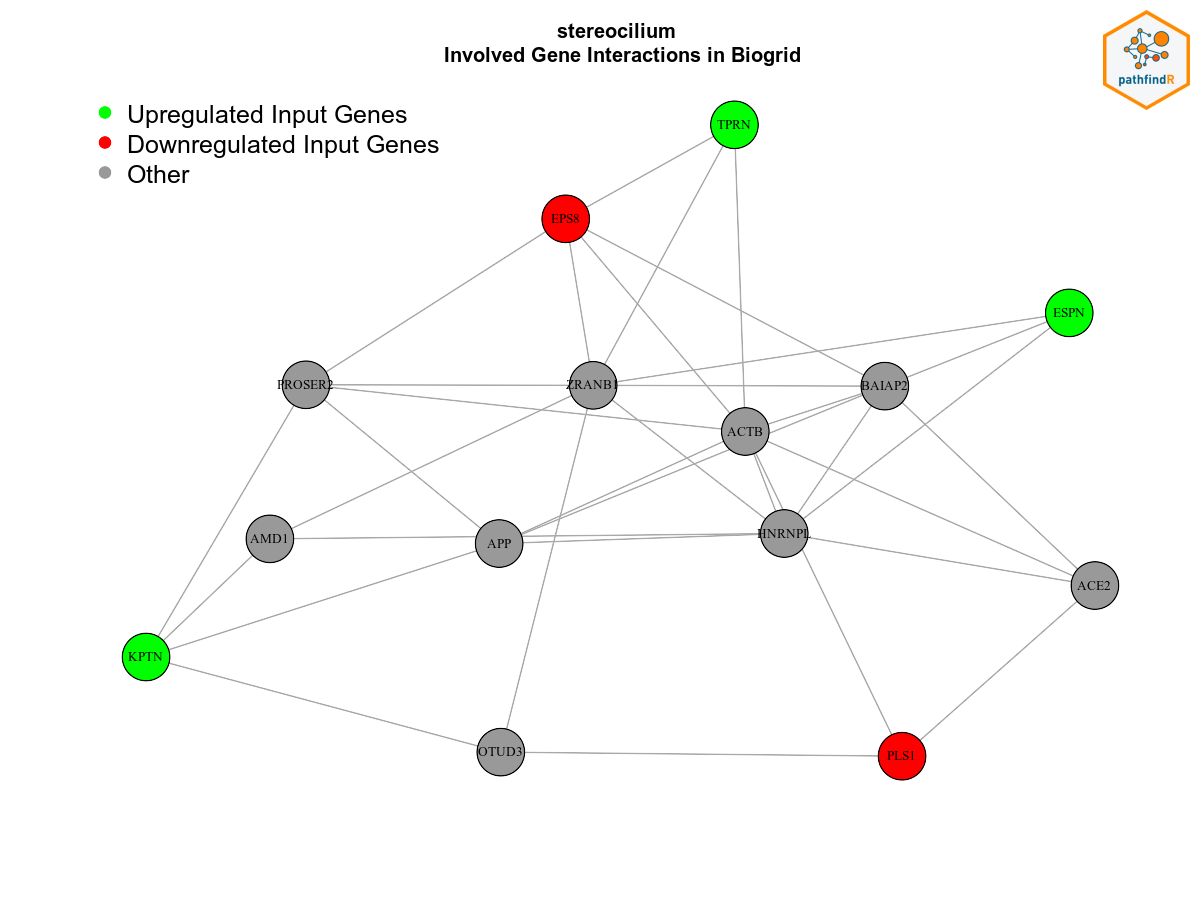 stereocilium
Involved Gene Interactions in Biogrid
pathfindR
Upregulated Input Genes
Downregulated Input Genes
Other
TPRN
EPS8
ESPN
PROSER2
ZRANB1
BAIAP2
ACTB
AMD1
APP
HNRNPL
ACE2
KPTN
OTUD3
PLS1